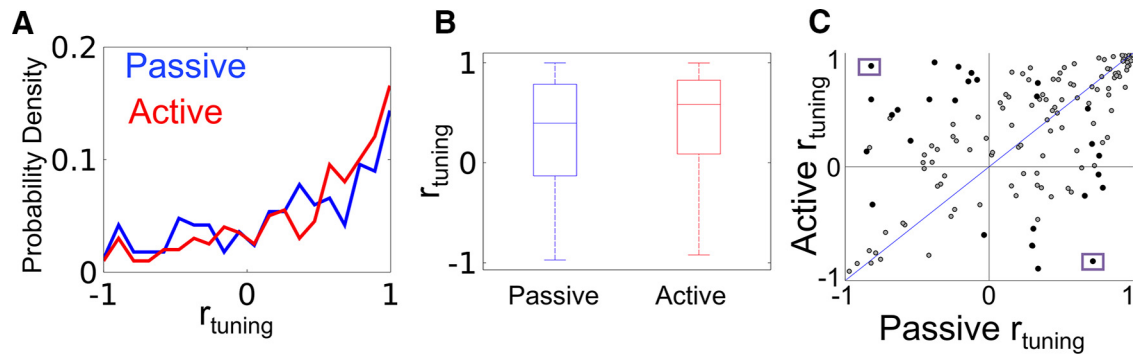 A
Probability Density
0.2
0.1
0
Passive
Active
-1
0
1
r_tuning
B
r_tuning
1
0
-1
Passive
Active
C
Active r_tuning
1
0
-1
-1
0
1
Passive r_tuning